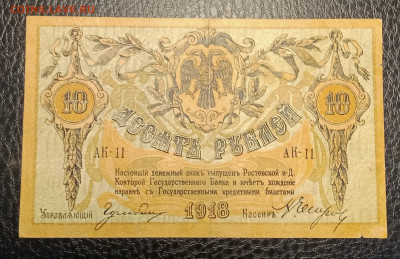 10 10
ДЕСЯТЬ РУБЛЕЙ
АК-11 АК-11
Настоящій денежный знакъ выпущенъ Ростовской н-Д.
Конторой Государственнаго Банка и имѣетъ хожденіе
наравнѣ съ Государственными кредитными билетами
Управляющій 1918 Кассиръ